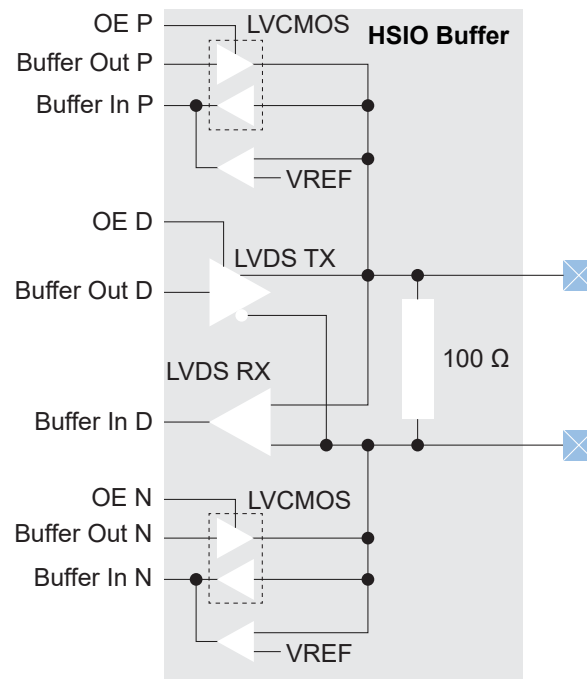 OE P
LVCMOS
HSIO Buffer
Buffer Out P
Buffer In P
VREF
OE D
LVDS TX
Buffer Out D
100 Ω
LVDS RX
Buffer In D
OE N
LVCMOS
Buffer Out N
Buffer In N
VREF